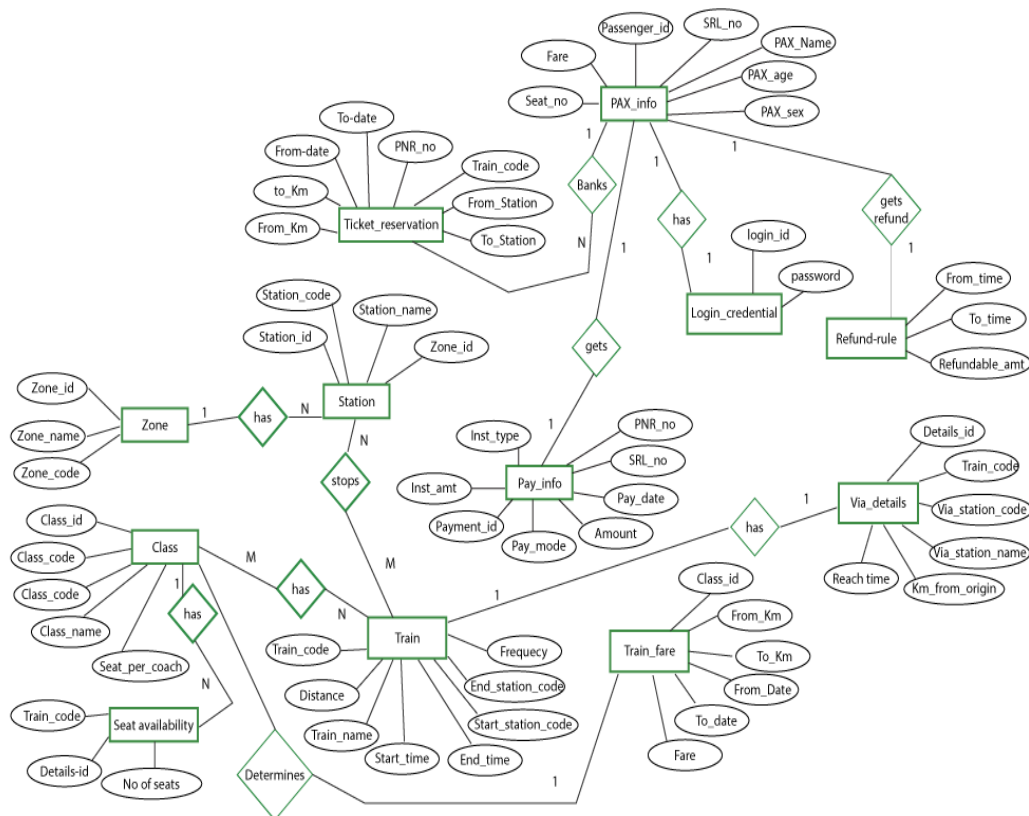 Passenger_id
SRL_no
PAX_Name
Fare
PAX_age
Seat_no
PAX_info
PAX_sex
To-date
PNR_no
From-date
Train_code
to_Km
From_Station
Ticket_reservation
From_Km
To_Station
1
1
1
1
Banks
N
1
has
1
gets
refund
1
login_id
password
Login_credential
From_time
To_time
Refund-rule
Refundable_amt
Station_code
Station_name
Station_id
Zone_id
Station
gets
1
Zone_id
Zone_name
Zone
Zone_code
1
has
N
N
stops
M
Inst_type
PNR_no
SRL_no
Inst_amt
Pay_info
Pay_date
Payment_id
Pay_mode
Amount
Details_id
Train_code
Via_details
Via_station_code
Via_station_name
Reach time
Km_from_origin
1
has
1
Class_id
Class_code
Class
Class_code
Class_name
Seat_per_coach
M
has
N
1
has
N
Train_code
Seat availability
Details-id
No of seats
Train_code
Train
Frequecy
Distance
End_station_code
Train_name
Start_station_code
Start_time
End_time
Class_id
From_Km
Train_fare
To_Km
From_Date
To_date
Fare
Determines
1